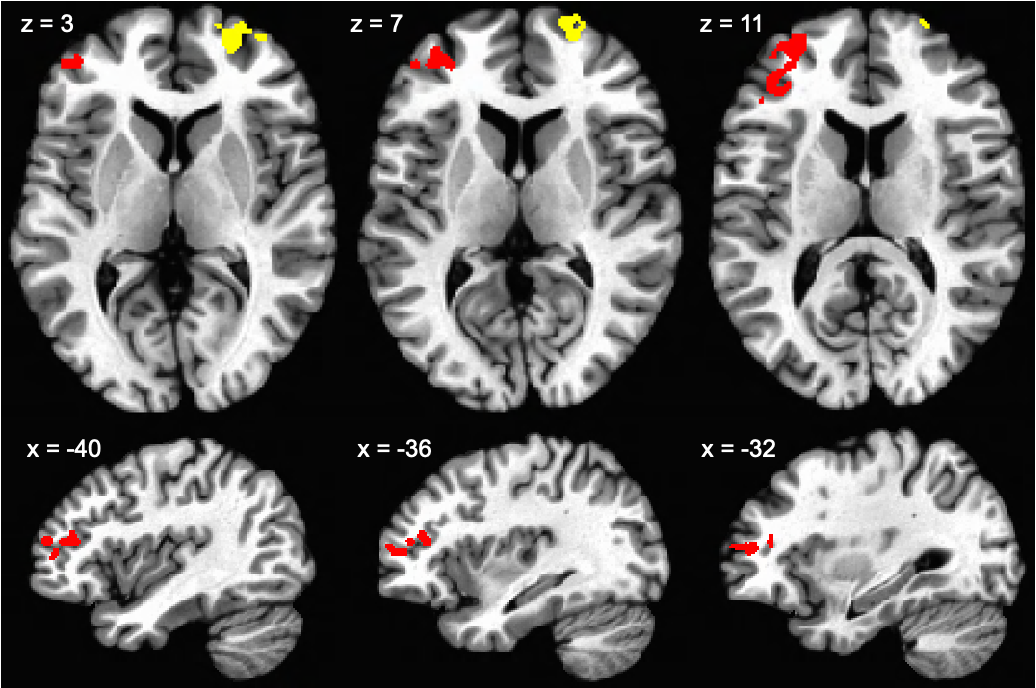 z = 3
z = 7
z = 11
x = -40
x = -36
x = -32